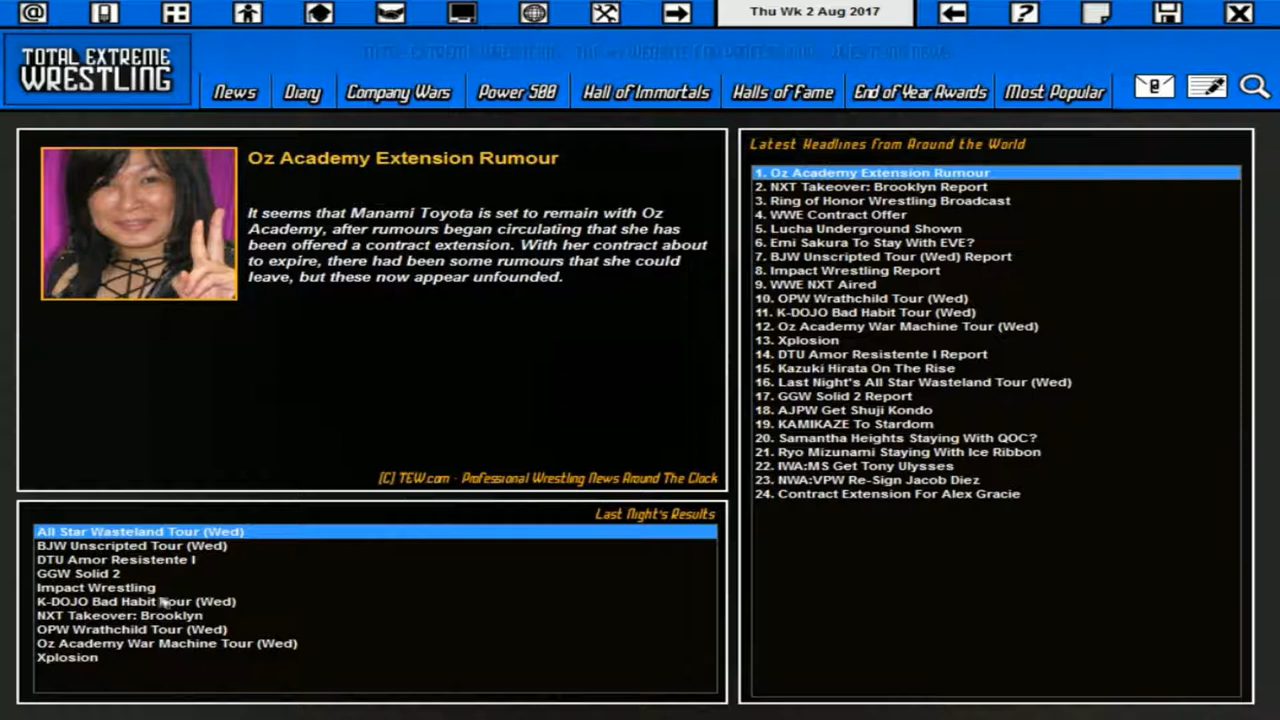 Thu Wk 2 Aug 2017
TOTAL EXTREME
WRESTLING
News
Diary
Company Wars
Power 500
Hall of Immortals
Halls of Fame
End of Year Awards
Most Popular
Oz Academy Extension Rumour
It seems that Manami Toyota is set to remain with Oz
Academy, after rumours began circulating that she has
been offered a contract extension. With her contract about
to expire, there had been some rumours that she could
leave, but these now appear unfounded.
(C) TEW.com - Professional Wrestling News Around The Clock
Last Night's Results
All Star Wasteland Tour (Wed)
BJW Unscripted Tour (Wed)
DTU Amor Resistente I
GGW Solid 2
Impact Wrestling
K-DOJO Bad Habit Tour (Wed)
NXT Takeover: Brooklyn
OPW Wrathchild Tour (Wed)
Oz Academy War Machine Tour (Wed)
Xplosion
Latest Headlines From Around the World
1. Oz Academy Extension Rumour
2. NXT Takeover: Brooklyn Report
3. Ring of Honor Wrestling Broadcast
4. WWE Contract Offer
5. Lucha Underground Shown
6. Emi Sakura To Stay With EVE?
7. BJW Unscripted Tour (Wed) Report
8. Impact Wrestling Report
9. WWE NXT Aired
10. OPW Wrathchild Tour (Wed)
11. K-DOJO Bad Habit Tour (Wed)
12. Oz Academy War Machine Tour (Wed)
13. Xplosion
14. DTU Amor Resistente I Report
15. Kazuki Hirata On The Rise
16. Last Night's All Star Wasteland Tour (Wed)
17. GGW Solid 2 Report
18. AJPW Get Shuji Kondo
19. KAMIKAZE To Stardom
20. Samantha Heights Staying With QOC?
21. Ryo Mizunami Staying With Ice Ribbon
22. IWA:MS Get Tony Ulysses
23. NWA:VPW Re-Sign Jacob Diez
24. Contract Extension For Alex Gracie